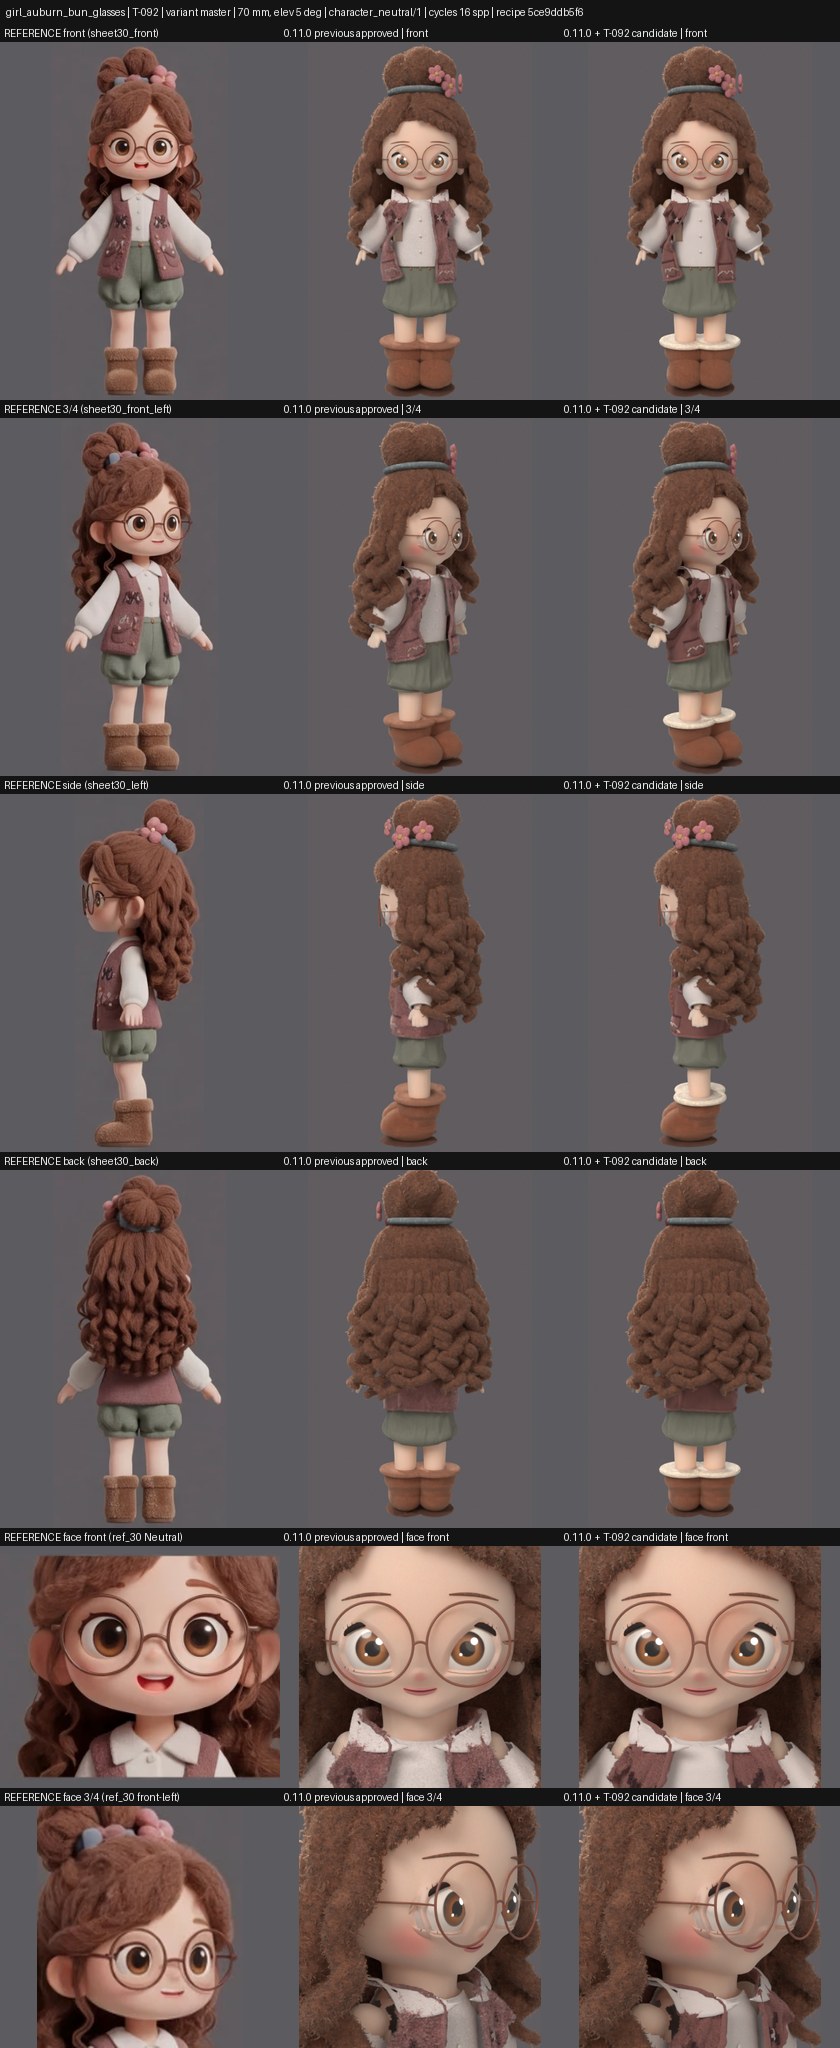 girl_auburn_bun_glasses | T-092 | variant master | 70 mm, elev 5 deg | character_neutral/1 | cycles 16 spp | recipe 5ce9ddb5f6
REFERENCE front (sheet30_front) 0.11.0 previous approved | front 0.11.0 + T-092 candidate | front
REFERENCE 3/4 (sheet30_front_left) 0.11.0 previous approved | 3/4 0.11.0 + T-092 candidate | 3/4
REFERENCE side (sheet30_left) 0.11.0 previous approved | side 0.11.0 + T-092 candidate | side
REFERENCE back (sheet30_back) 0.11.0 previous approved | back 0.11.0 + T-092 candidate | back
REFERENCE face front (ref_30 Neutral) 0.11.0 previous approved | face front 0.11.0 + T-092 candidate | face front
REFERENCE face 3/4 (ref_30 front-left) 0.11.0 previous approved | face 3/4 0.11.0 + T-092 candidate | face 3/4